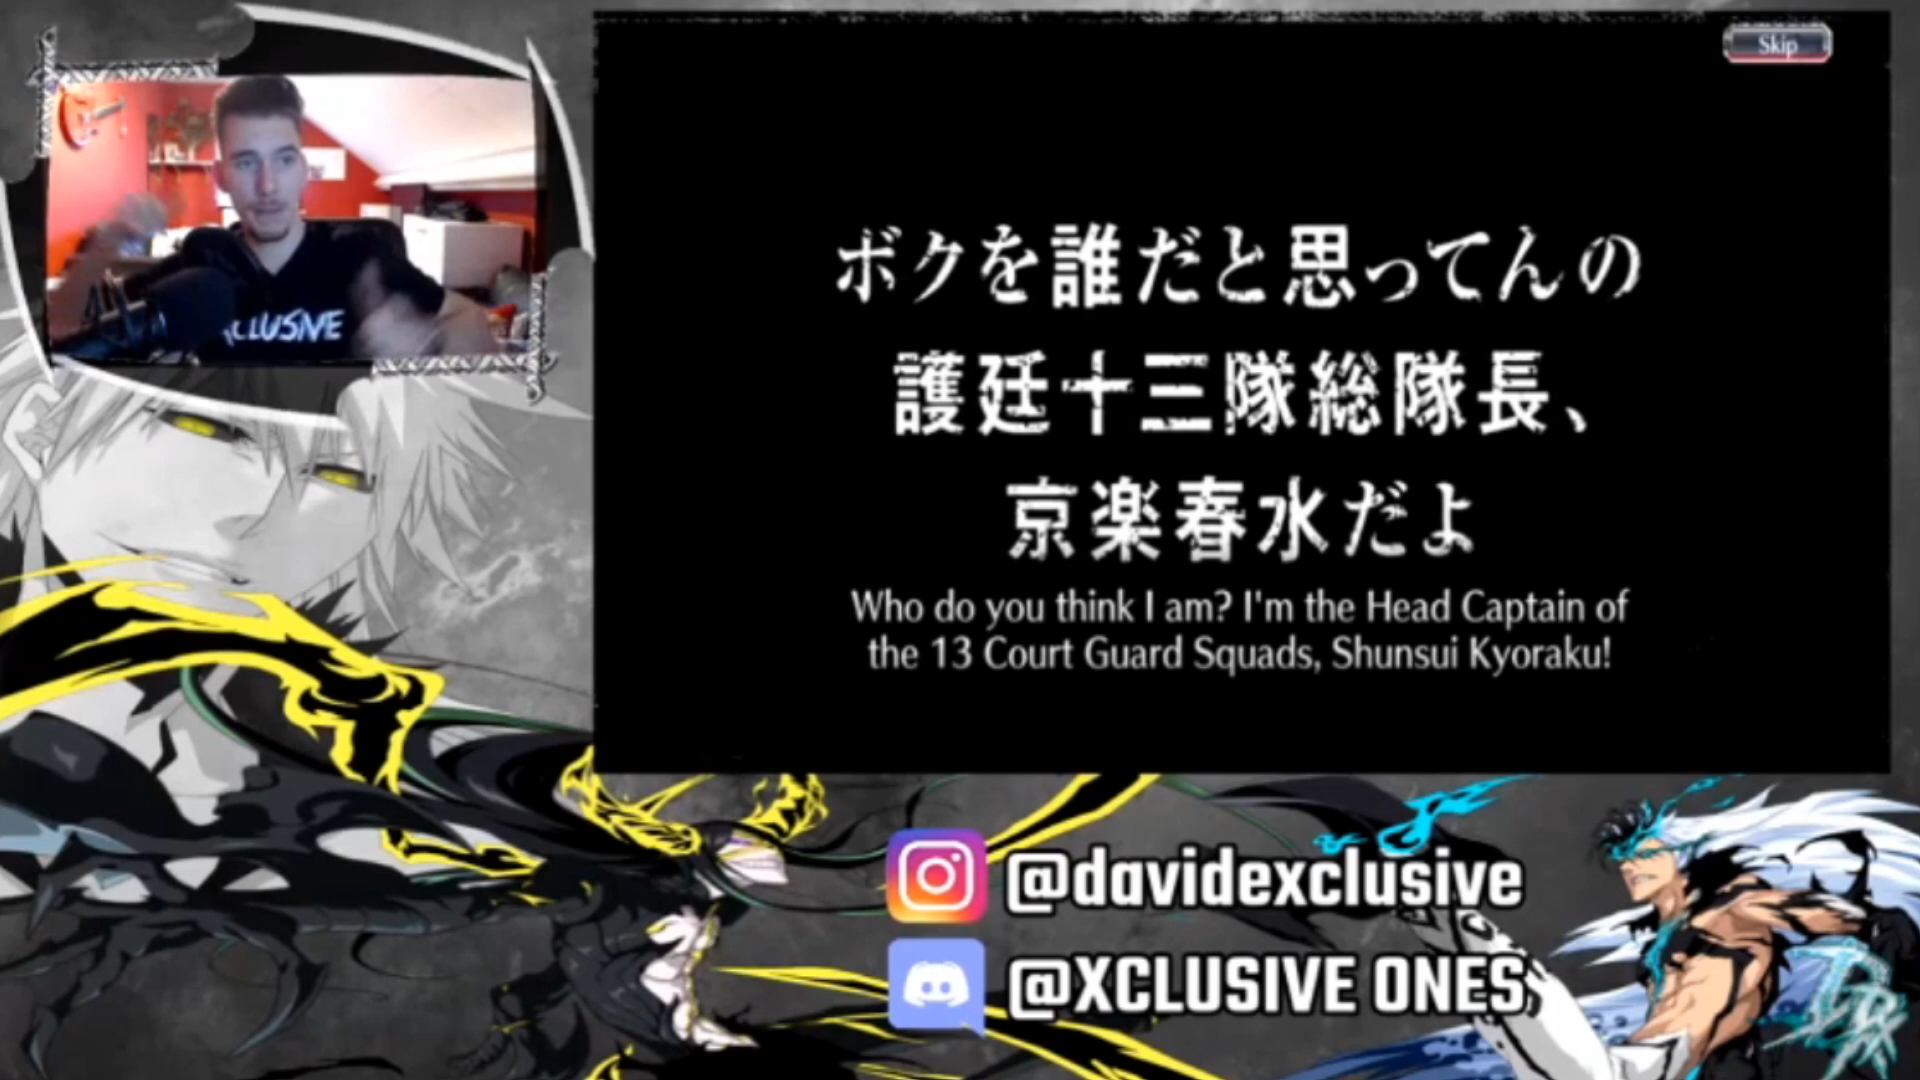 Skip
ボクを誰だと思ってんの
護廷十三隊総隊長、
京楽春水だよ
Who do you think I am? I'm the Head Captain of
the 13 Court Guard Squads, Shunsui Kyoraku!
CLUSIVE
@davidexclusive
@XCLUSIVE ONES